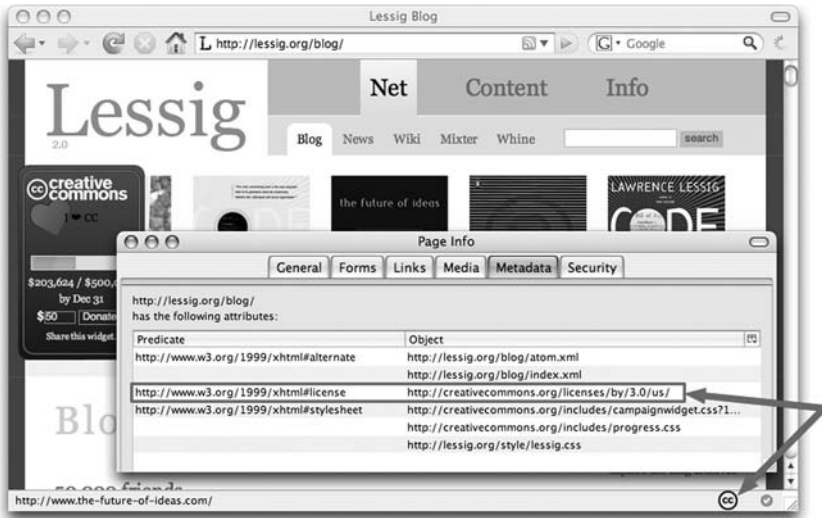 Lessig Blog
L http://lessig.org/blog/
G Google
Lessig
2.0
Net Content Info
Blog News Wiki Mixter Whine search
cc creative commons
1 ♥ CC
the future of ideas
LAWRENCE LESSIG
CODE
$203,624 / $500,
by Dec 31
$50 Donate
Share this widget.
Page Info
General Forms Links Media Metadata Security
http://lessig.org/blog/
has the following attributes:
Predicate Object
http://www.w3.org/1999/xhtml#alternate http://lessig.org/blog/atom.xml
http://lessig.org/blog/index.xml
http://www.w3.org/1999/xhtml#license http://creativecommons.org/licenses/by/3.0/us/
http://www.w3.org/1999/xhtml#stylesheet http://creativecommons.org/includes/campaignwidget.css?1...
http://creativecommons.org/includes/progress.css
http://lessig.org/style/lessig.css
Blo
50,000 friends
http://www.the-future-of-ideas.com/
cc